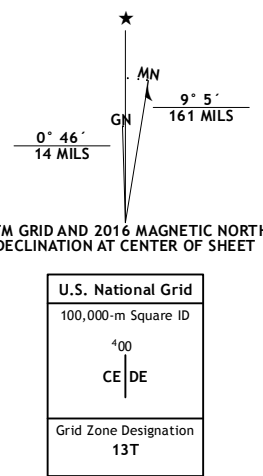 ★
MN
GN
0° 46´
14 MILS
9° 5´
161 MILS
TM GRID AND 2016 MAGNETIC NORTH
DECLINATION AT CENTER OF SHEET
U.S. National Grid
100,000-m Square ID
⁴00
CE DE
Grid Zone Designation
13T